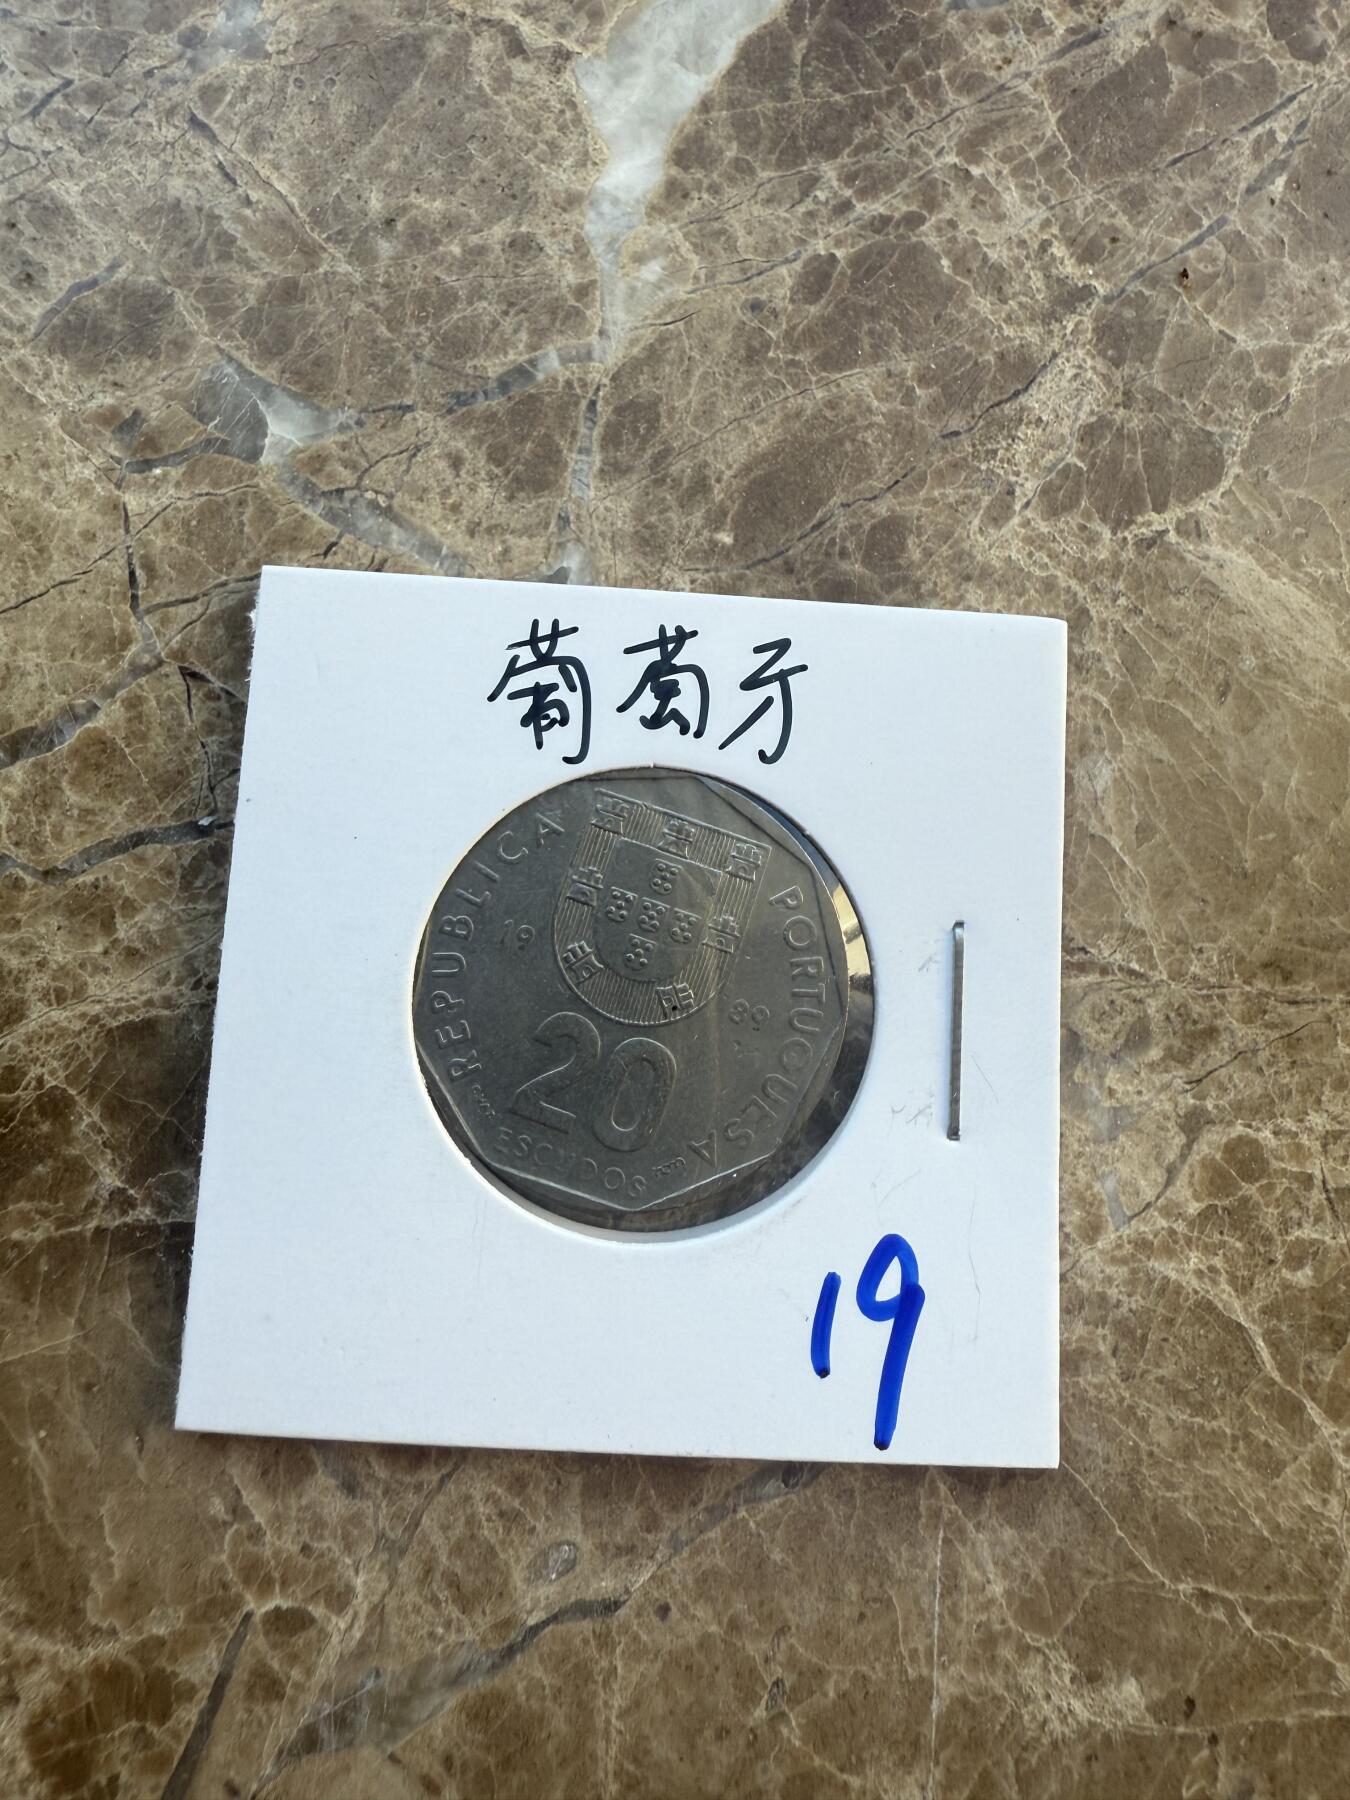 葡萄牙
REPUBLICA PORTUGUESA
19 89
20
ESCUDOS
19